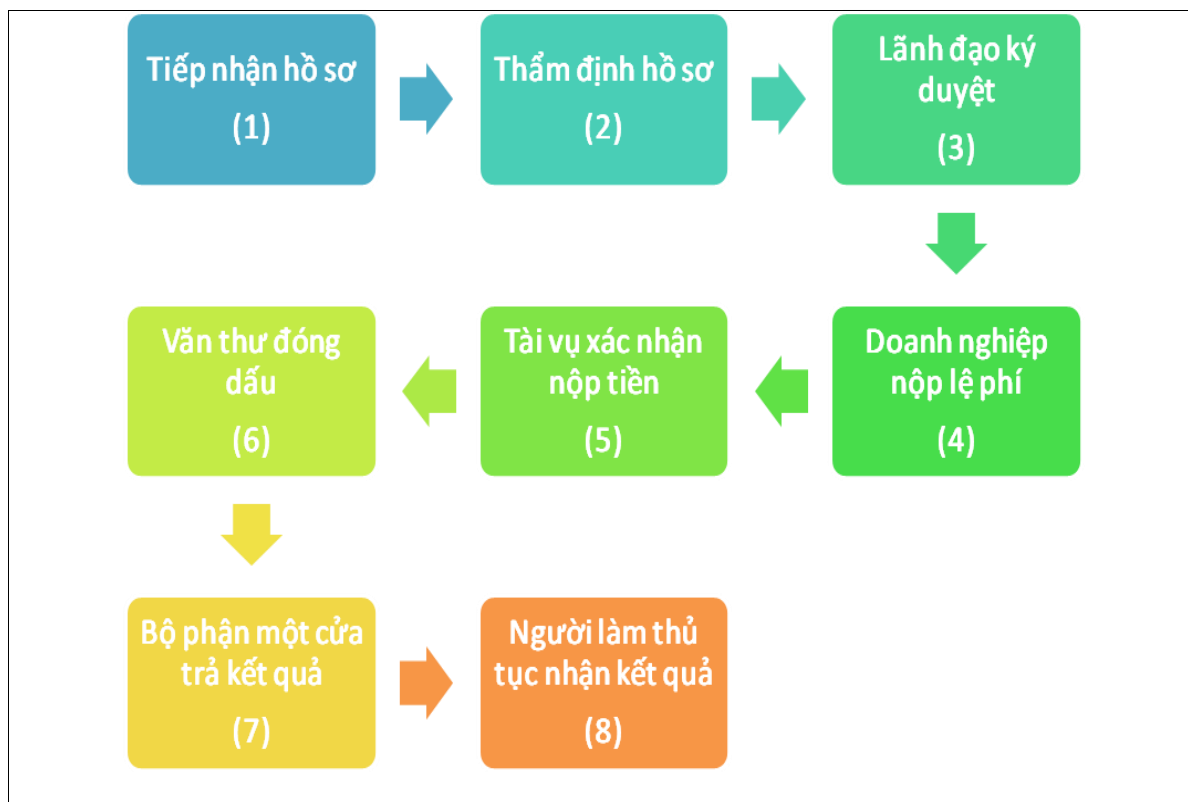 Tiếp nhận hồ sơ
(1)
Thẩm định hồ sơ
(2)
Lãnh đạo ký
duyệt
(3)
Doanh nghiệp
nộp lệ phí
(4)
Tài vụ xác nhận
nộp tiền
(5)
Văn thư đóng
dấu
(6)
Bộ phận một cửa
trả kết quả
(7)
Người làm thủ
tục nhận kết quả
(8)